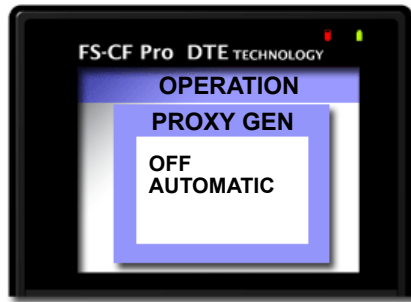 FS-CF Pro DTE TECHNOLOGY
OPERATION
PROXY GEN
OFF
AUTOMATIC